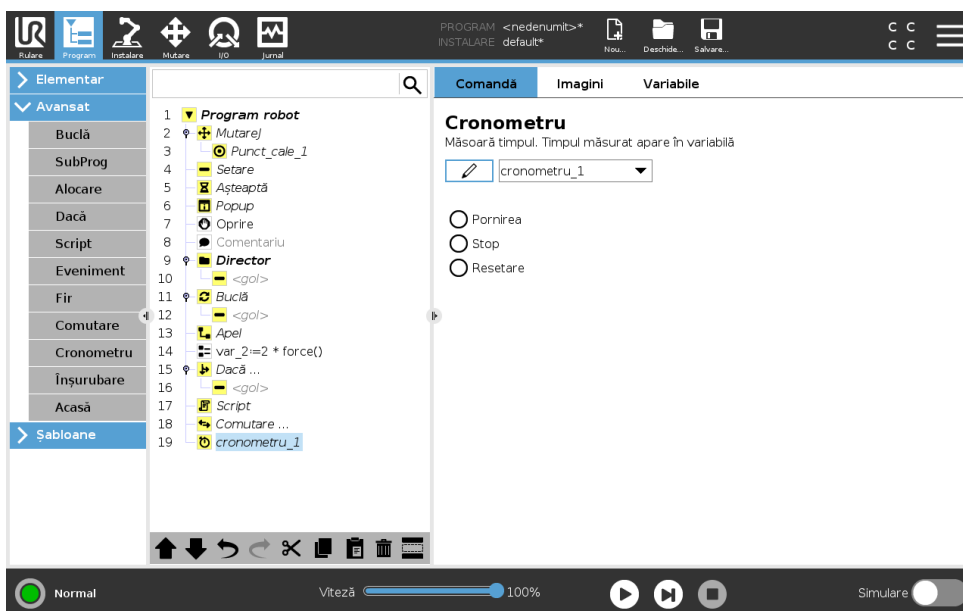 UR
Rulare
Program
Instalare
Mutare
I/O
Jurnal
PROGRAM <nedenumit>*
INSTALARE default*
Nou...
Deschide...
Salvare...
C C
C C
Elementar
Avansat
Buclă
SubProg
Alocare
Dacă
Script
Eveniment
Fir
Comutare
Cronometru
Înșurubare
Acasă
Șabloane
1 Program robot
2 MutareJ
3 Punct_cale_1
4 Setare
5 Așteaptă
6 Popup
7 Oprire
8 Comentariu
9 Director
10 <gol>
11 Buclă
12 <gol>
13 Apel
14 var_2:=2 * force()
15 Dacă ...
16 <gol>
17 Script
18 Comutare ...
19 cronometru_1
Comandă Imagini Variabile
Cronometru
Măsoară timpul. Timpul măsurat apare în variabilă
cronometru_1
Pornirea
Stop
Resetare
Normal
Viteză 100%
Simulare